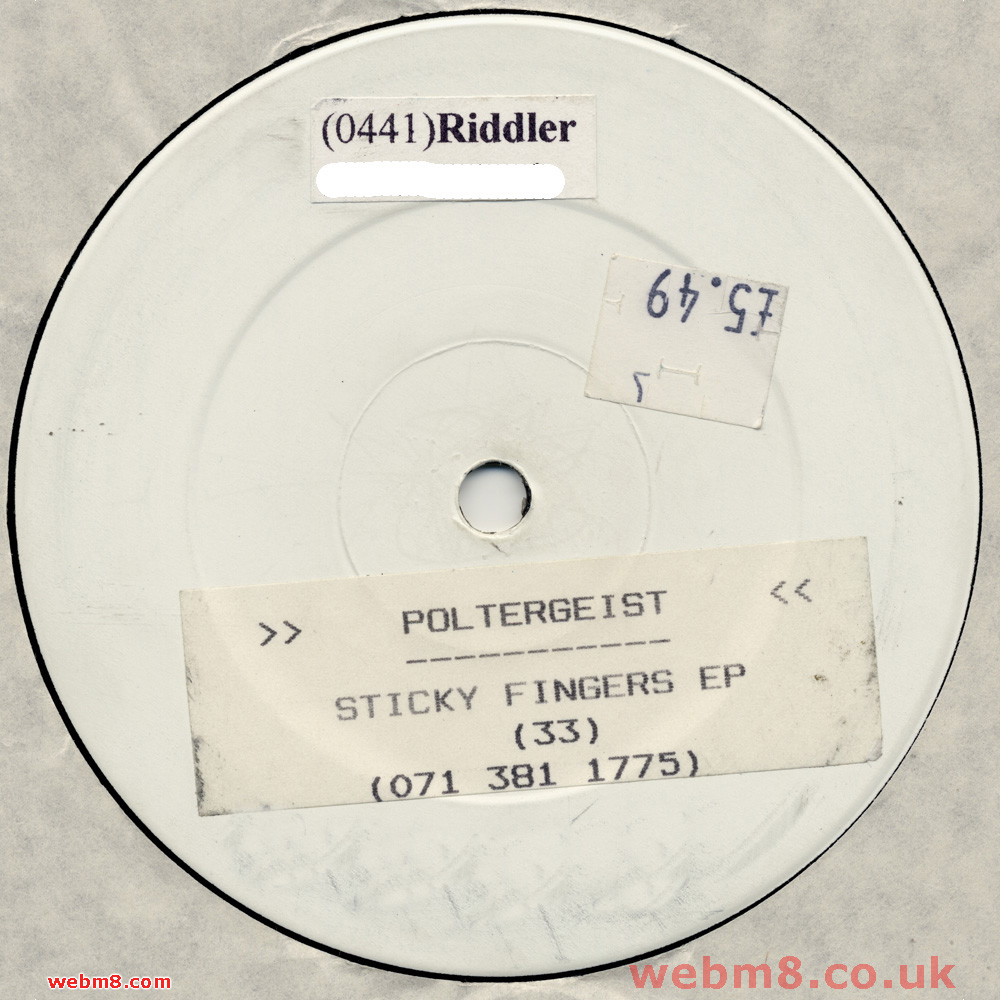 (0441)Riddler
£5.49
>> POLTERGEIST <<
-----------
STICKY FINGERS EP
(33)
(071 381 1775)
webm8.com
webm8.co.uk